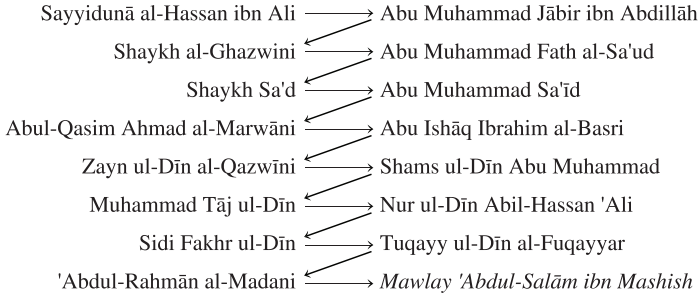 Sayyidunā al-Hassan ibn Ali Abu Muhammad Jābir ibn Abdillāh
Shaykh al-Ghazwini Abu Muhammad Fath al-Sa'ud
Shaykh Sa'd Abu Muhammad Sa'īd
Abul-Qasim Ahmad al-Marwāni Abu Ishāq Ibrahim al-Basri
Zayn ul-Dīn al-Qazwīni Shams ul-Dīn Abu Muhammad
Muhammad Tāj ul-Dīn Nur ul-Dīn Abil-Hassan 'Ali
Sidi Fakhr ul-Dīn Tuqayy ul-Dīn al-Fuqayyar
'Abdul-Rahmān al-Madani Mawlay 'Abdul-Salām ibn Mashish